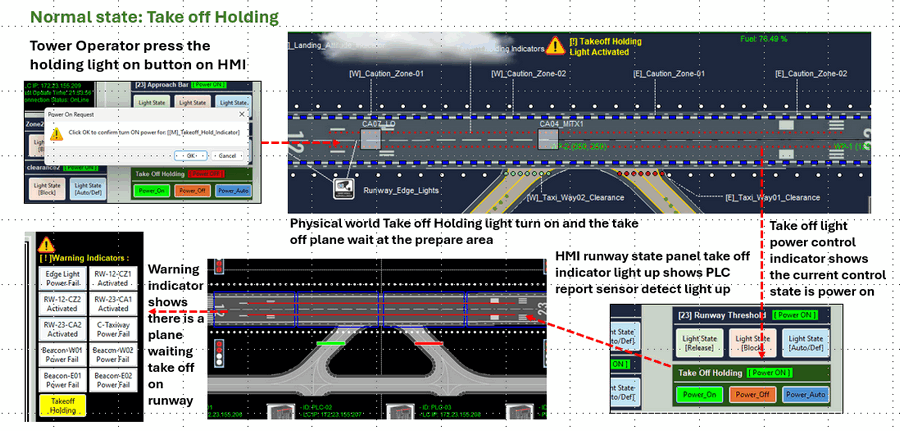 Normal state: Take off Holding
Tower Operator press the
holding light on button on HMI
[23] Approach Bar [ Power ON ]
Light State
Light State
Light State
Power On Request
Click OK to confirm turn ON power for: [[M]_Takeoff_Hold_Indicator]
OK
Cancel
Light State
[Block]
Light State
[Auto/Def]
Take Off Holding
Power_On
Power_Off
Power_Auto
[!] Takeoff Holding
Light Activated
Fuel: 76.49 %
[W]_Caution_Zone-01
[W]_Caution_Zone-02
[E]_Caution_Zone-01
[E]_Caution_Zone-02
Runway_Edge_Lights
[W]_Taxi_Way02_Clearance
[E]_Taxi_Way01_Clearance
Physical world Take off Holding light turn on and the take
off plane wait at the prepare area
Take off light
power control
indicator shows
the current control
state is power on
HMI runway state panel take off
indicator light up shows PLC
report sensor detect light up
Warning
indicator
shows
there is a
plane
waiting
take off
on
runway
[ ! ]Warning Indicators :
Edge Light
Power Fail
RW-12-CZ1
Activated
RW-12-CZ2
Activated
RW-23-CA1
Activated
RW-23-CA2
Activated
C-Taxiway
Power Fail
Beacon-W01
Power Fail
Beacon-W02
Power Fail
Beacon-E01
Power Fail
Beacon-E02
Power Fail
Takeoff
Holding
23
[23] Runway Threshold [ Power ON ]
Light State
[Release]
Light State
[Block]
Light State
[Auto/Def]
Take Off Holding [ Power ON ]
Power_On
Power_Off
Power_Auto